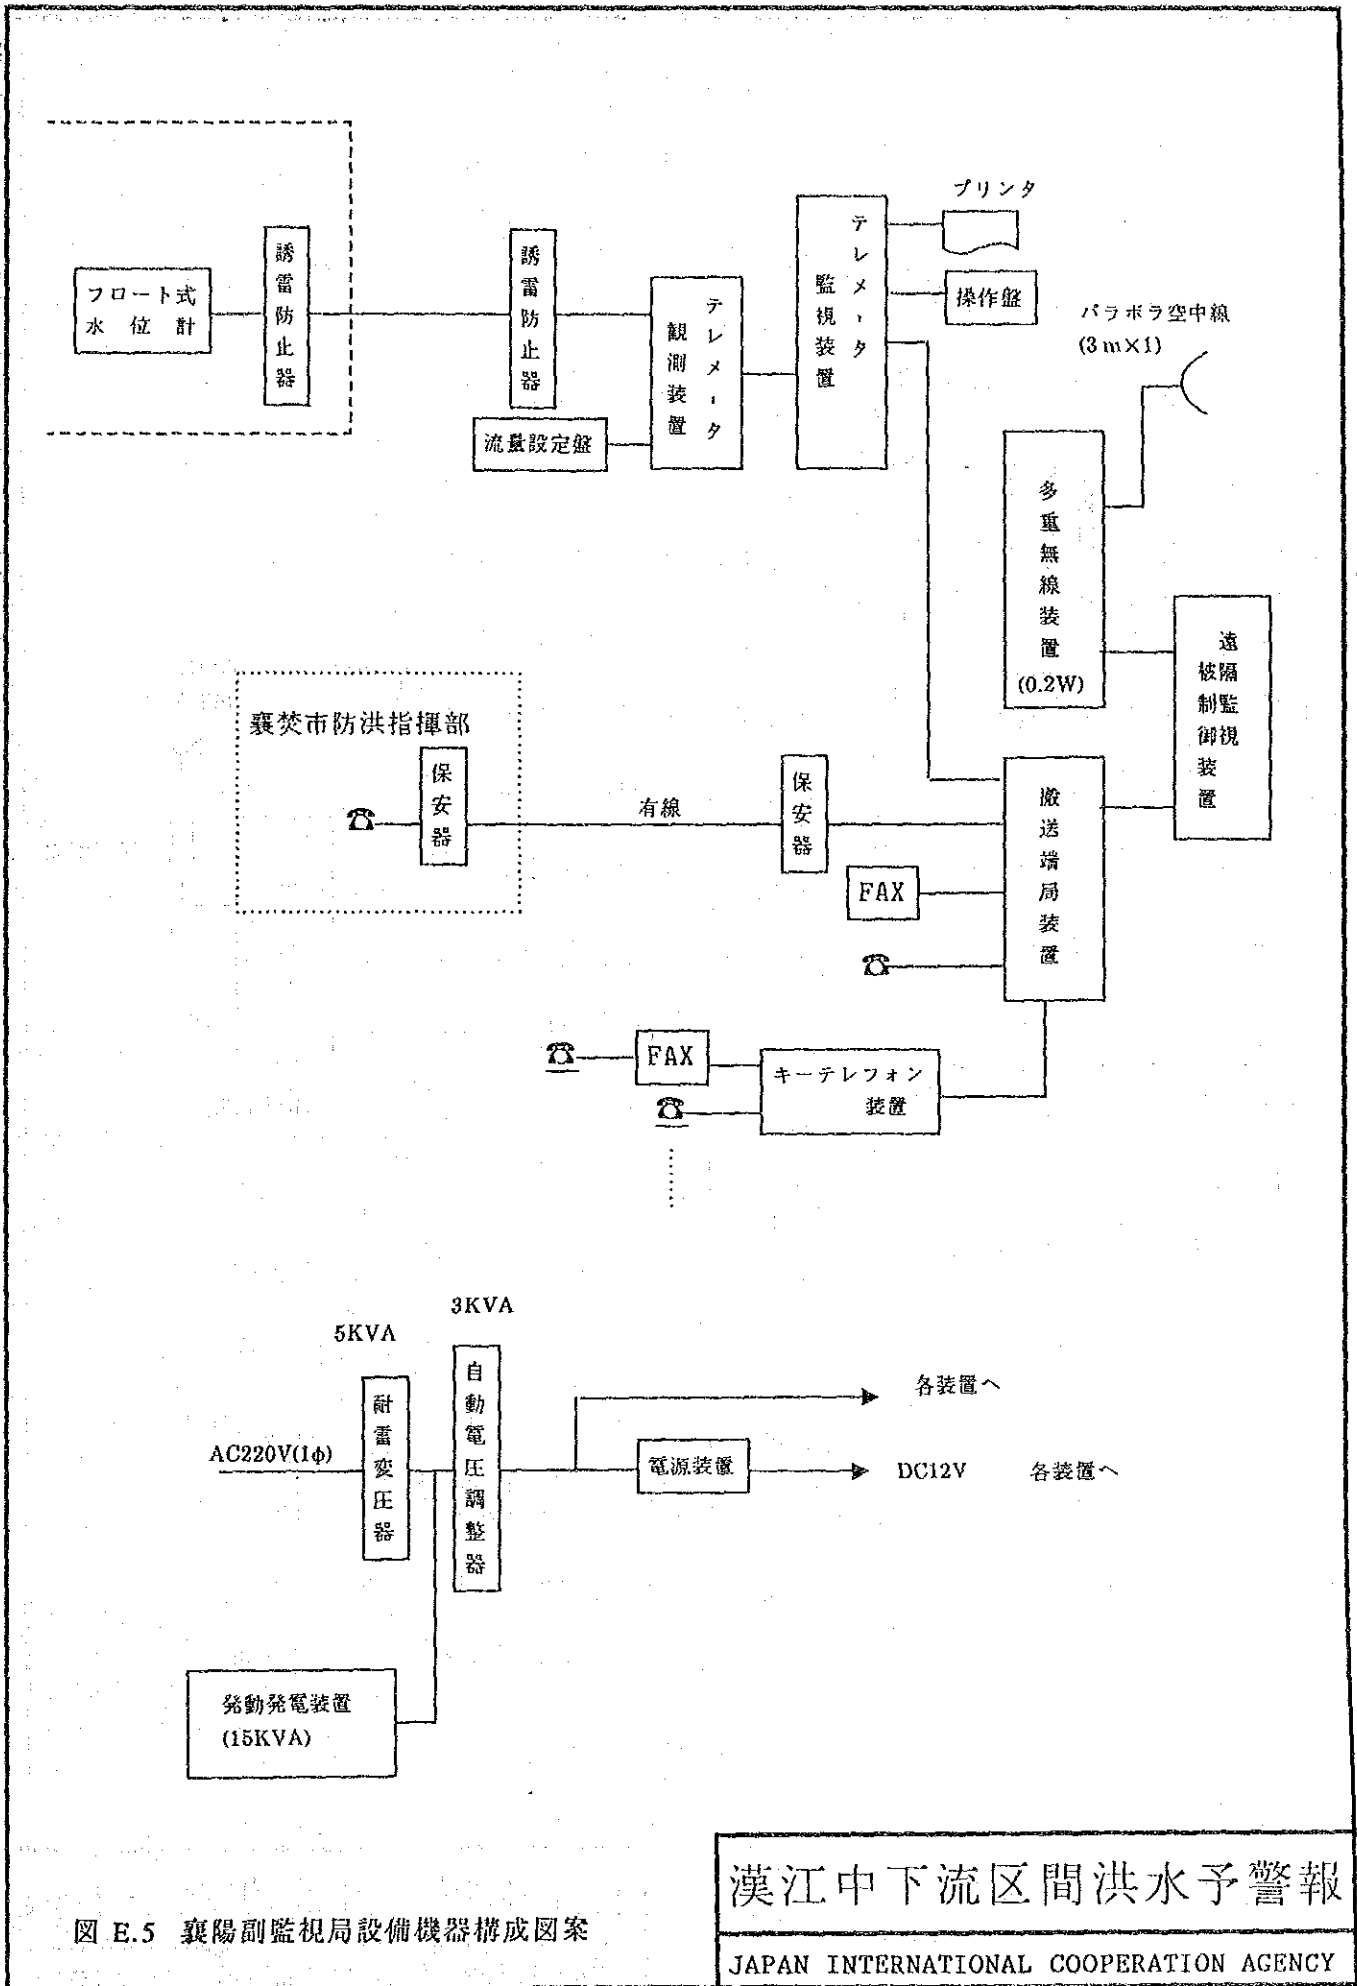 プリンタ
フロート式
水位計
誘雷防止器
誘雷防止器
流量設定盤
テレメータ
観測装置
テレメータ
監視装置
操作盤
パラボラ空中線
(3m×1)
多重無線装置
(0.2W)
遠隔監視
被制御装置
襄樊市防洪指揮部
保安器
有線
保安器
FAX
搬送端局装置
FAX
キーテレフォン
装置
3KVA
5KVA
AC220V(1φ)
耐雷変圧器
自動電圧調整器
各装置へ
電源装置
DC12V
各装置へ
発動発電装置
(15KVA)
漢江中下流区間洪水予警報
図 E.5 襄陽副監視局設備機器構成図案
JAPAN INTERNATIONAL COOPERATION AGENCY